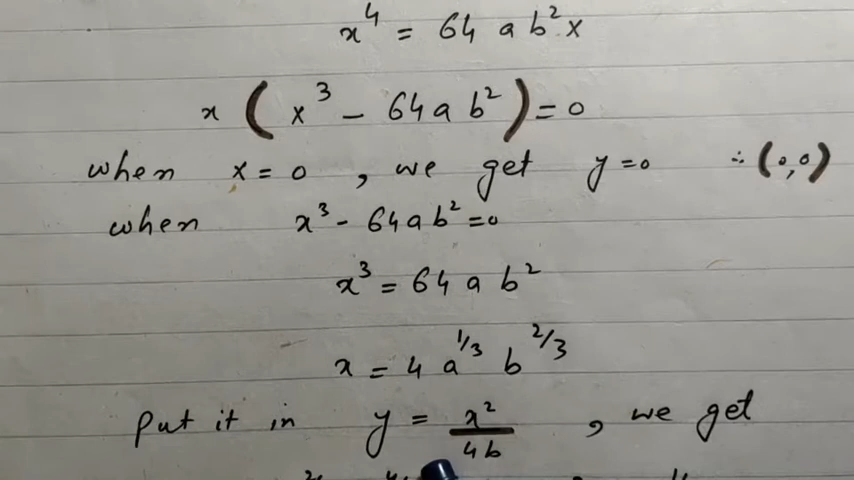 x⁴ = 64 a b² x
x ( x³ - 64 a b² ) = 0
when x = 0 , we get y = 0 ∴ (0,0)
when x³ - 64 a b² = 0
x³ = 64 a b²
x = 4 a^1/3 b^2/3
Put it in y = x²/4b , we get